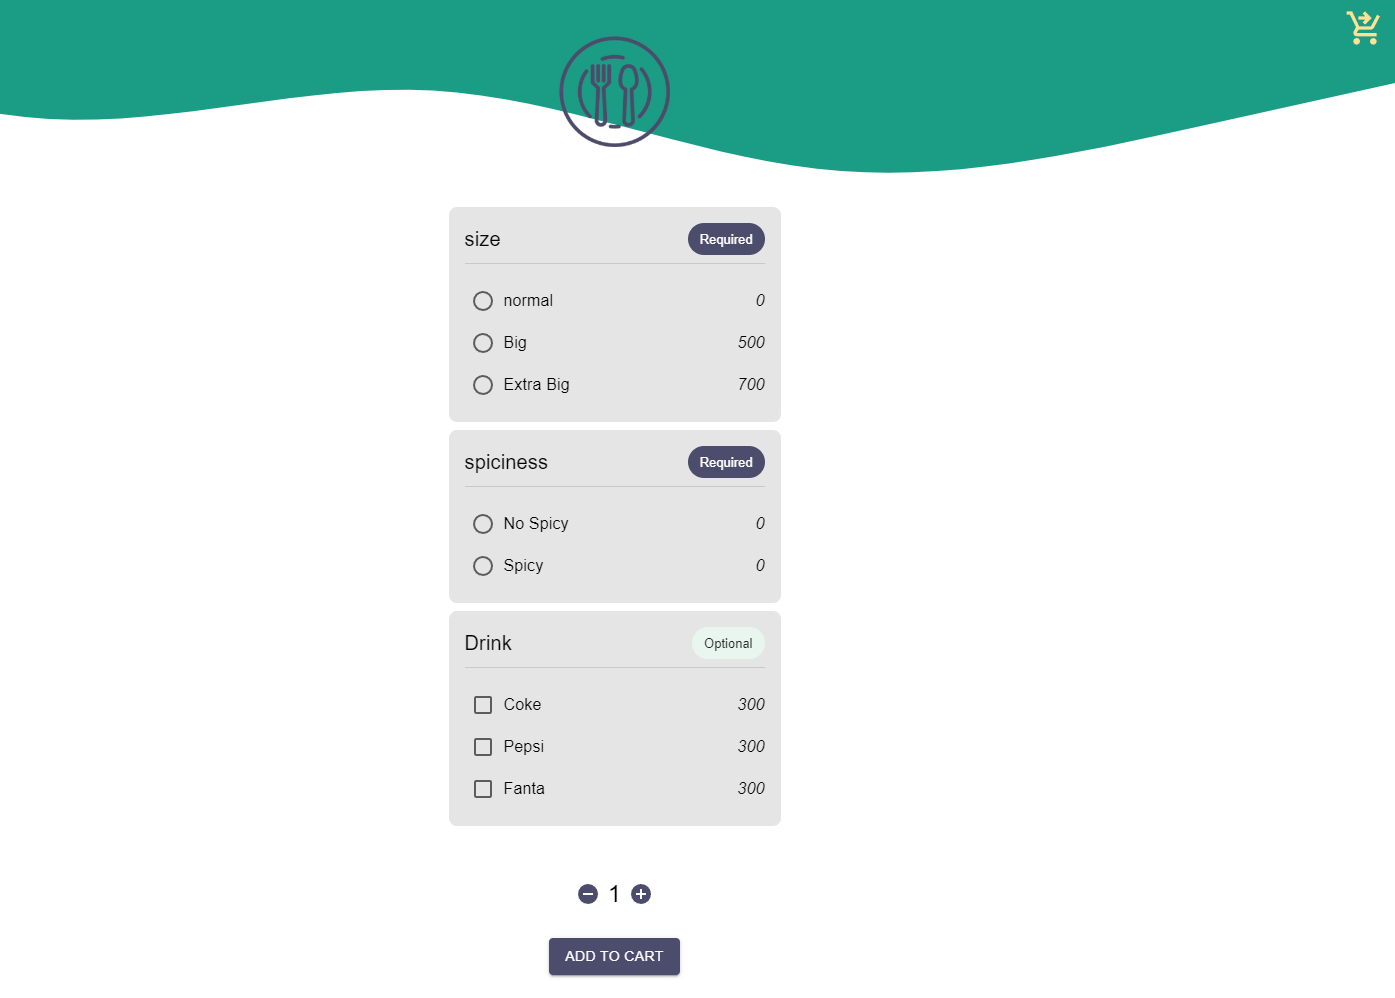 size Required
normal 0
Big 500
Extra Big 700
spiciness Required
No Spicy 0
Spicy 0
Drink Optional
Coke 300
Pepsi 300
Fanta 300
1
ADD TO CART